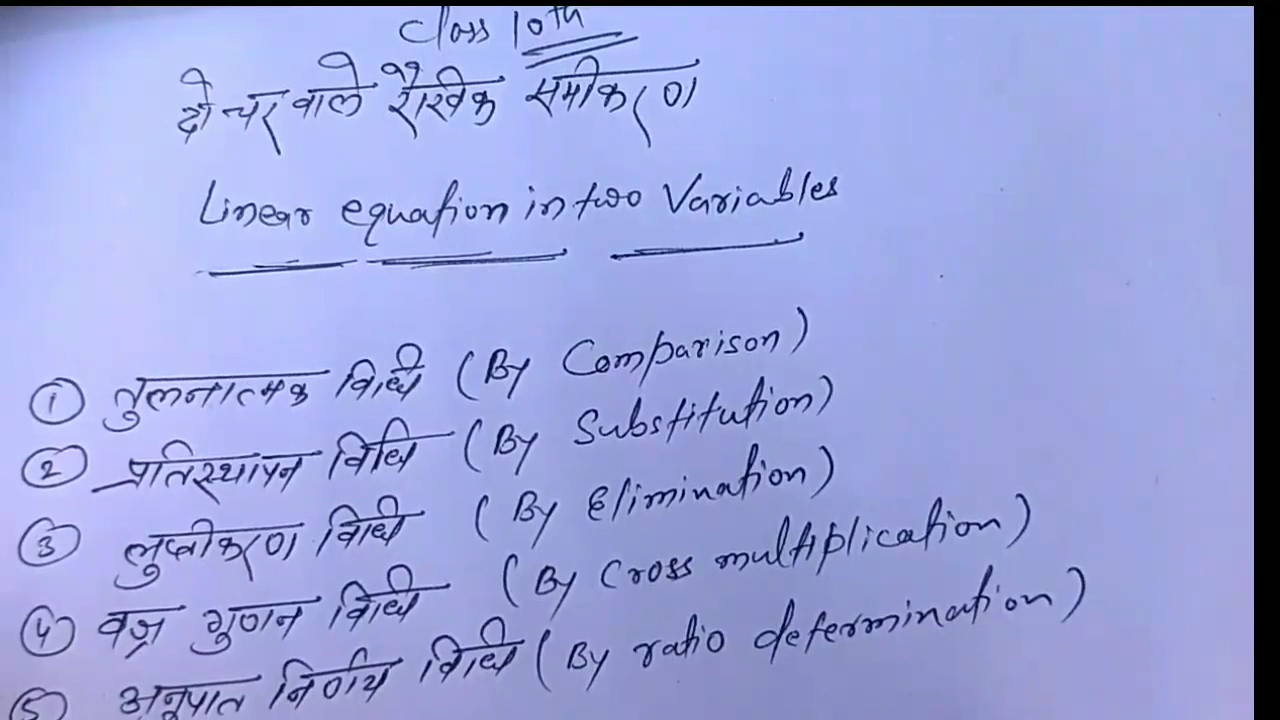 Class 10th
दो चर वाले रैखिक समीकरण
Linear equation in two Variables
① तुलनात्मक विधि (By Comparison)
② प्रतिस्थापन विधि (By Substitution)
③ लुप्तीकरण विधि (By Elimination)
④ वज्र गुणन विधि (By Cross multiplication)
⑤ अनुपात निर्णय विधि (By ratio determination)